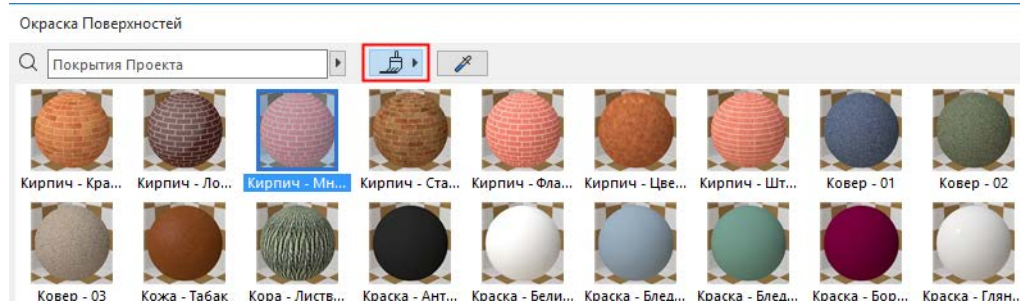 Окраска Поверхностей
Покрытия Проекта
Кирпич - Кра... Кирпич - Ло... Кирпич - Мн... Кирпич - Ста... Кирпич - Фла... Кирпич - Цве... Кирпич - Шт... Ковер - 01 Ковер - 02
Ковер - 03 Кожа - Табак Кора - Листв... Краска - Ант... Краска - Бели... Краска - Блед... Краска - Блед... Краска - Бор... Краска - Глян...